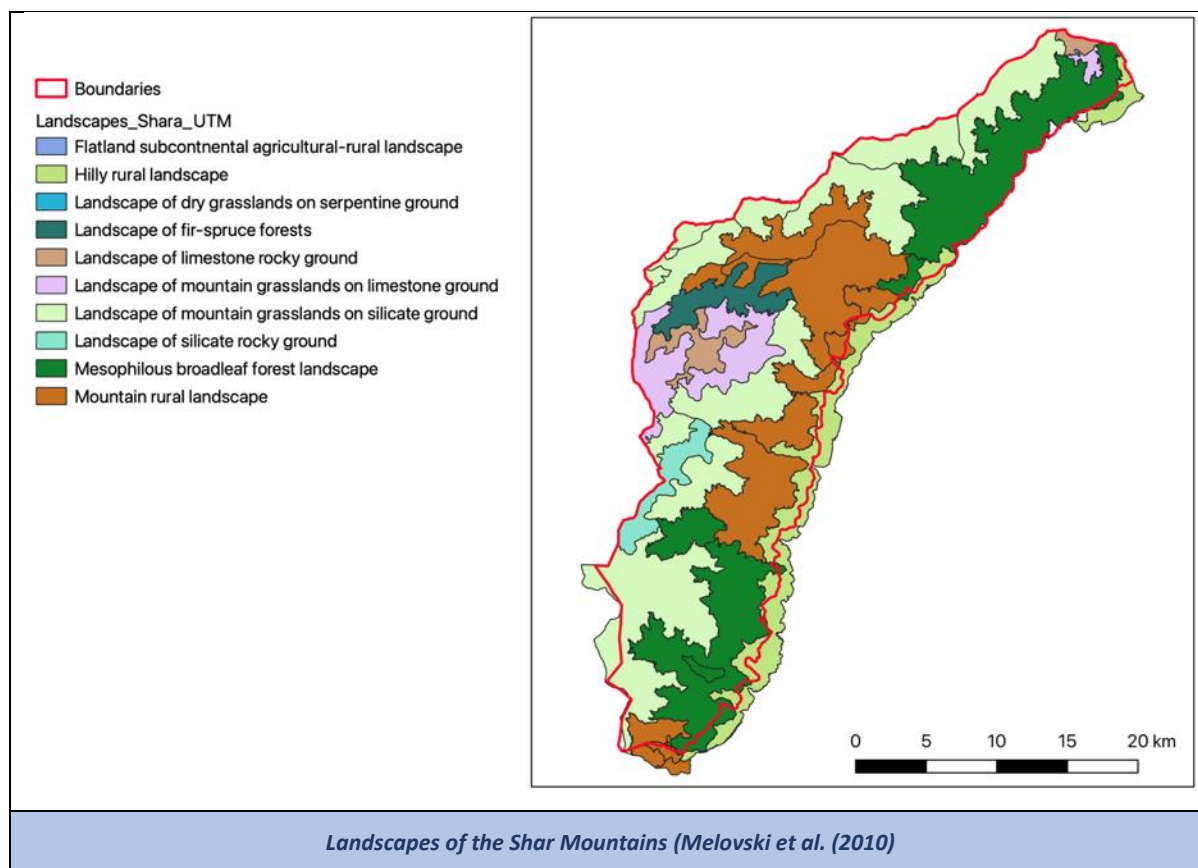 Boundaries
Landscapes_Shara_UTM
Flatland subcontnental agricultural-rural landscape
Hilly rural landscape
Landscape of dry grasslands on serpentine ground
Landscape of fir-spruce forests
Landscape of limestone rocky ground
Landscape of mountain grasslands on limestone ground
Landscape of mountain grasslands on silicate ground
Landscape of silicate rocky ground
Mesophilous broadleaf forest landscape
Mountain rural landscape
0 5 10 15 20 km
Landscapes of the Shar Mountains (Melovski et al. (2010)